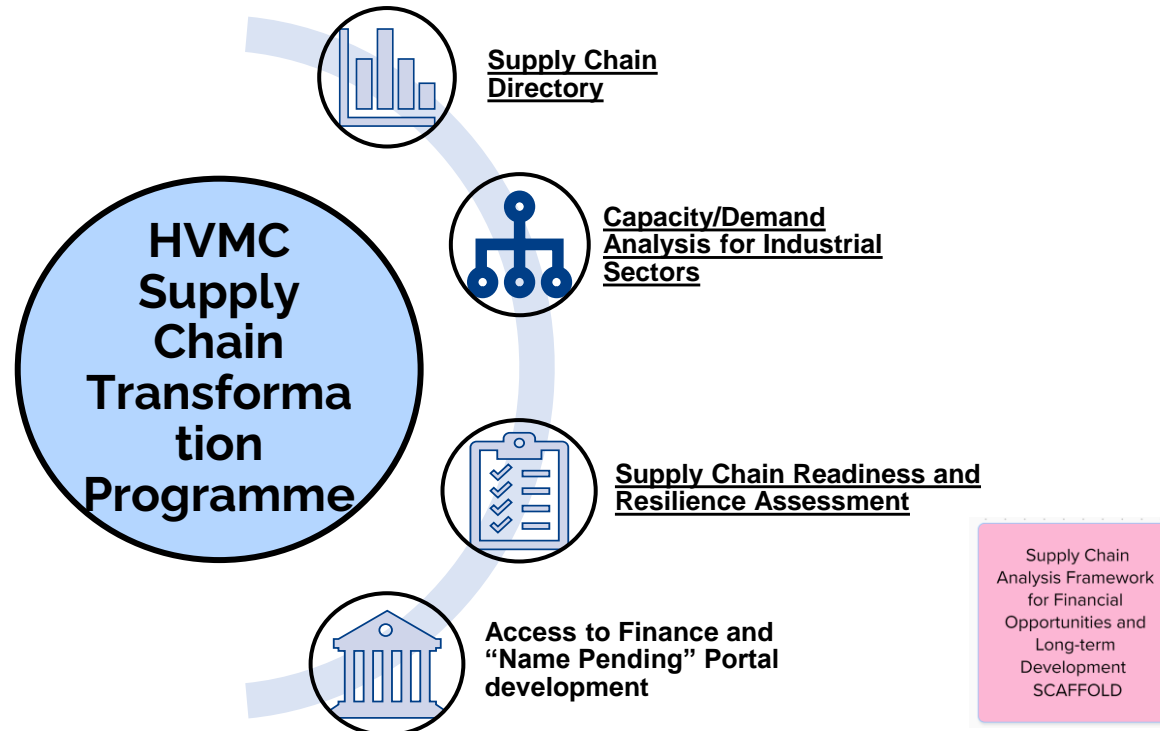 Supply Chain
Directory
Capacity/Demand
Analysis for Industrial
Sectors
HVMC
Supply
Chain
Transforma
tion
Programme
Supply Chain Readiness and
Resilience Assessment
Access to Finance and
“Name Pending” Portal
development
Supply Chain
Analysis Framework
for Financial
Opportunities and
Long-term
Development
SCAFFOLD